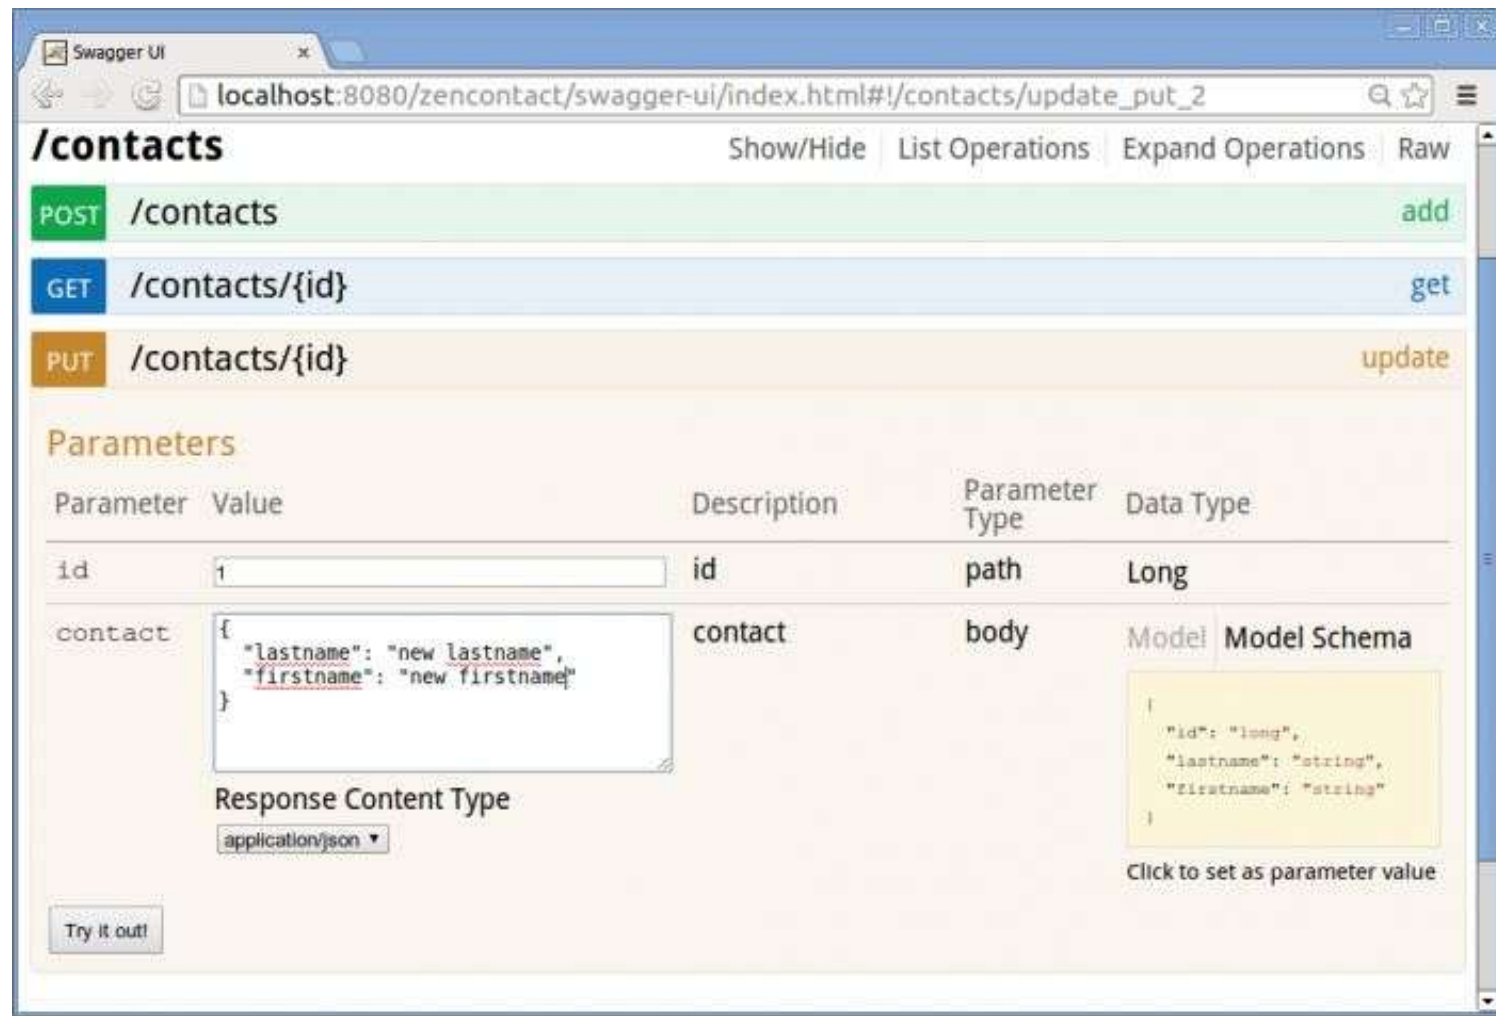 Swagger UI
localhost:8080/zencontact/swagger-ui/index.html#!/contacts/update_put_2
/contacts Show/Hide List Operations Expand Operations Raw
POST /contacts add
GET /contacts/{id} get
PUT /contacts/{id} update
Parameters
Parameter Value Description Parameter Type Data Type
id 1 id path Long
contact contact body Model Model Schema
{
"lastname": "new lastname",
"firstname": "new firstname"
}
{
"id": "long",
"lastname": "string",
"firstname": "string"
}
Response Content Type
application/json
Click to set as parameter value
Try it out!